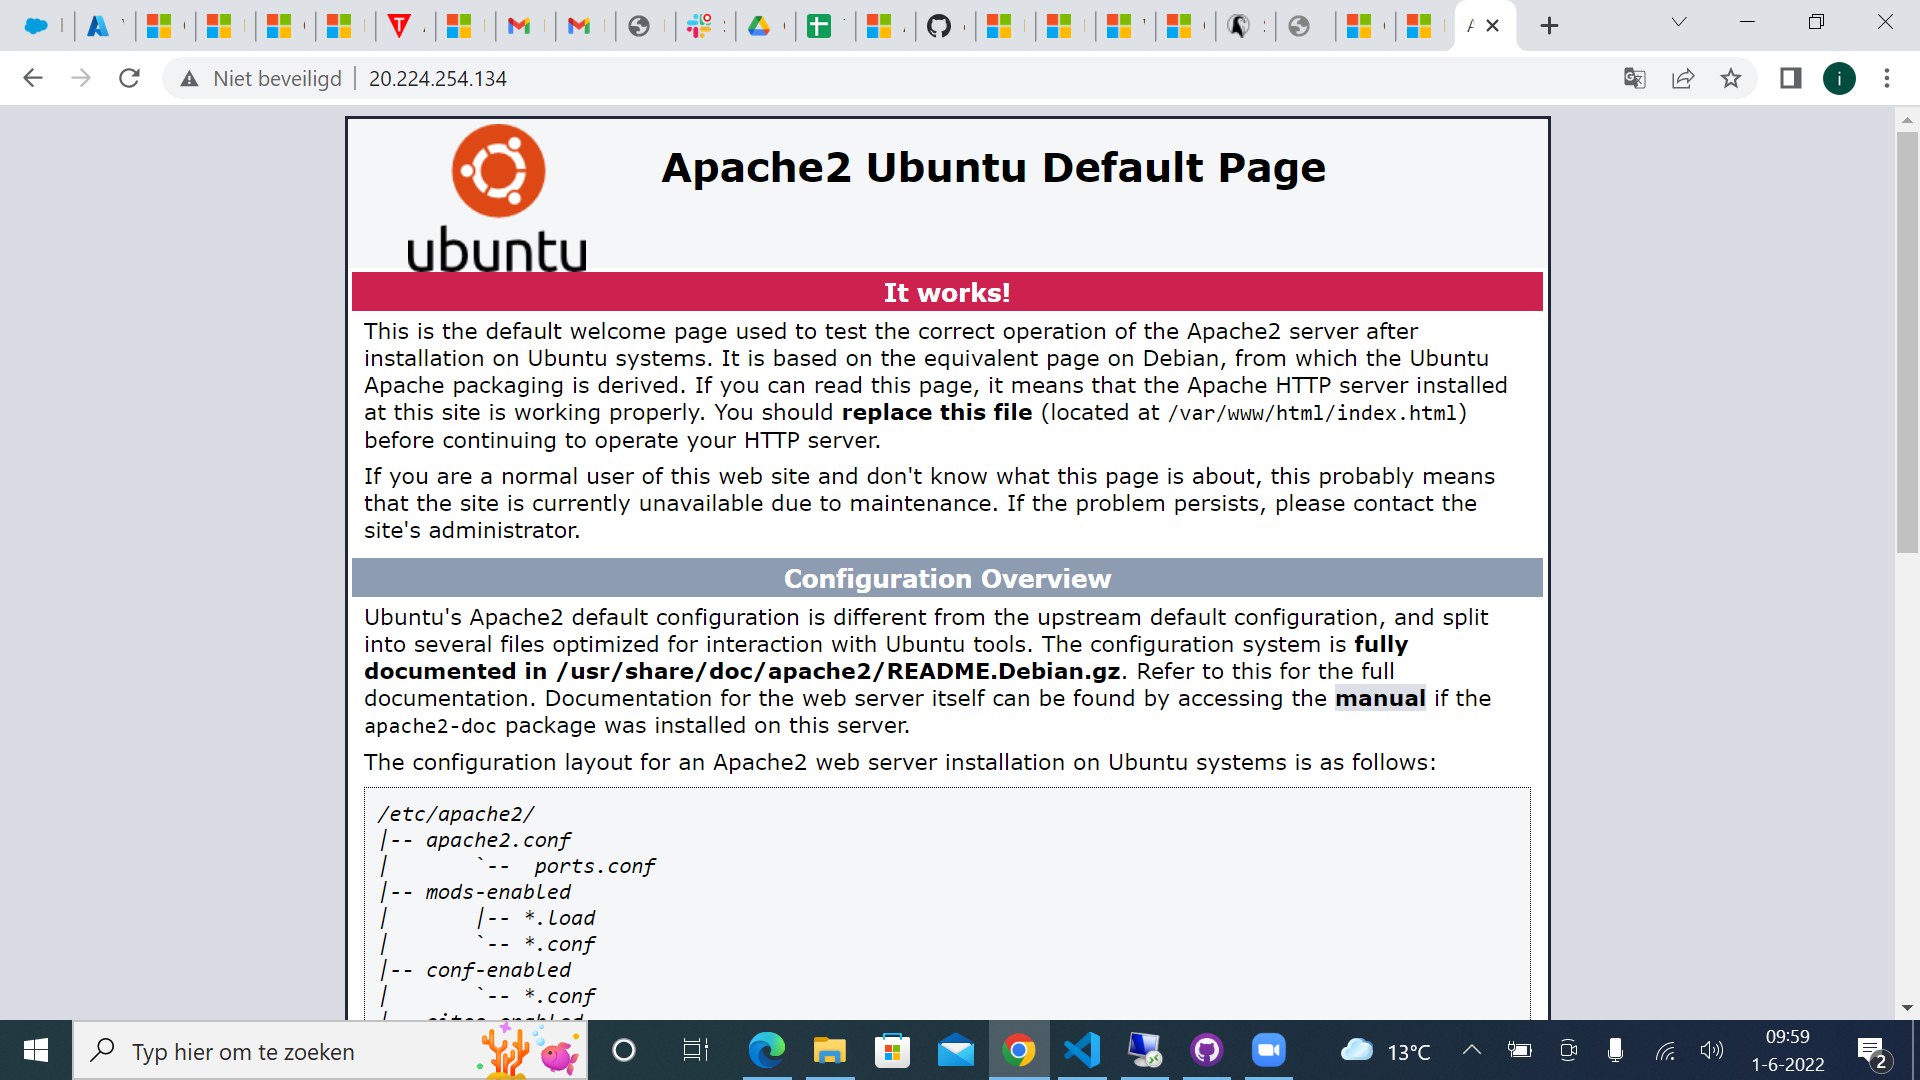 Niet beveiligd | 20.224.254.134
i
ubuntu
Apache2 Ubuntu Default Page
It works!
This is the default welcome page used to test the correct operation of the Apache2 server after
installation on Ubuntu systems. It is based on the equivalent page on Debian, from which the Ubuntu
Apache packaging is derived. If you can read this page, it means that the Apache HTTP server installed
at this site is working properly. You should replace this file (located at /var/www/html/index.html)
before continuing to operate your HTTP server.
If you are a normal user of this web site and don't know what this page is about, this probably means
that the site is currently unavailable due to maintenance. If the problem persists, please contact the
site's administrator.
Configuration Overview
Ubuntu's Apache2 default configuration is different from the upstream default configuration, and split
into several files optimized for interaction with Ubuntu tools. The configuration system is fully
documented in /usr/share/doc/apache2/README.Debian.gz. Refer to this for the full
documentation. Documentation for the web server itself can be found by accessing the manual if the
apache2-doc package was installed on this server.
The configuration layout for an Apache2 web server installation on Ubuntu systems is as follows:
/etc/apache2/
|-- apache2.conf
|       `--  ports.conf
|-- mods-enabled
|       |-- *.load
|       `-- *.conf
|-- conf-enabled
|       `-- *.conf
|-- sites-enabled
Typ hier om te zoeken
13°C
09:59
1-6-2022
2